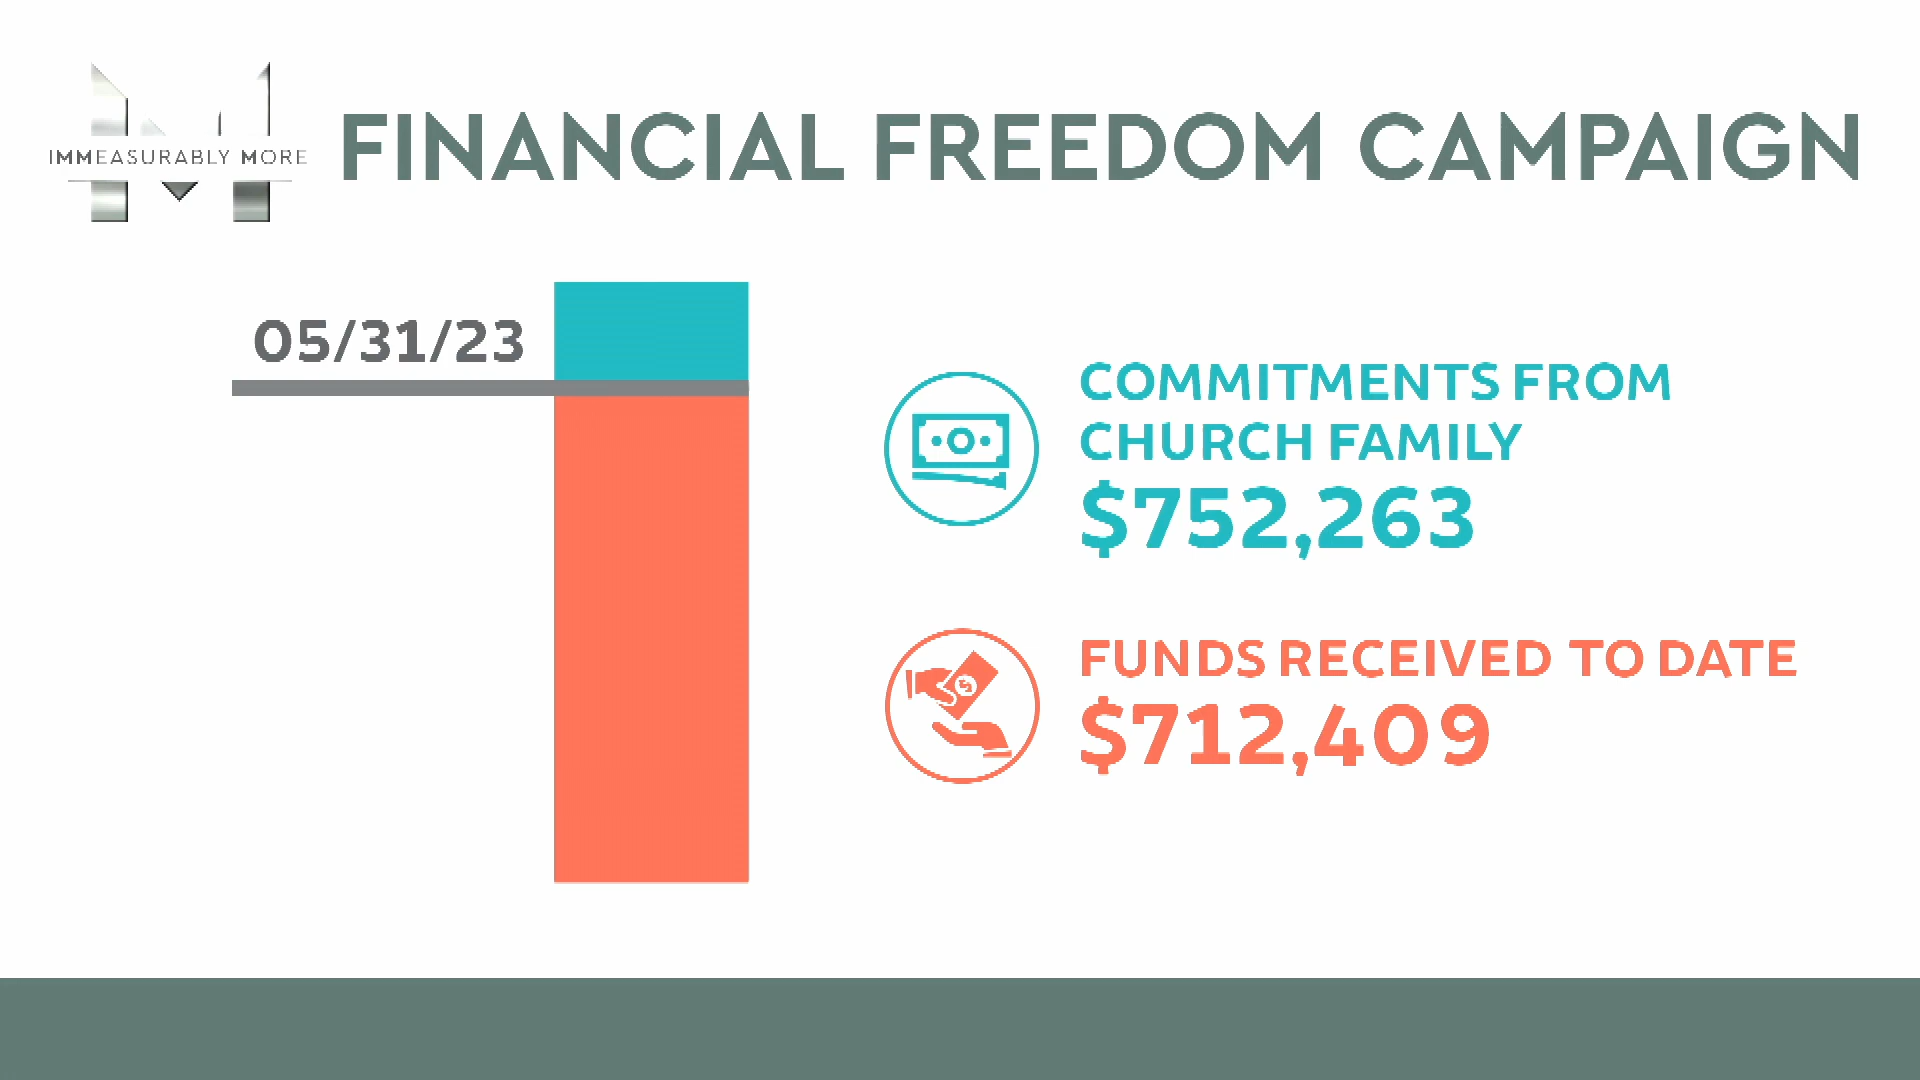 IMMEASURABLY MORE
FINANCIAL FREEDOM CAMPAIGN
05/31/23
COMMITMENTS FROM
CHURCH FAMILY
$752,263
FUNDS RECEIVED TO DATE
$712,409